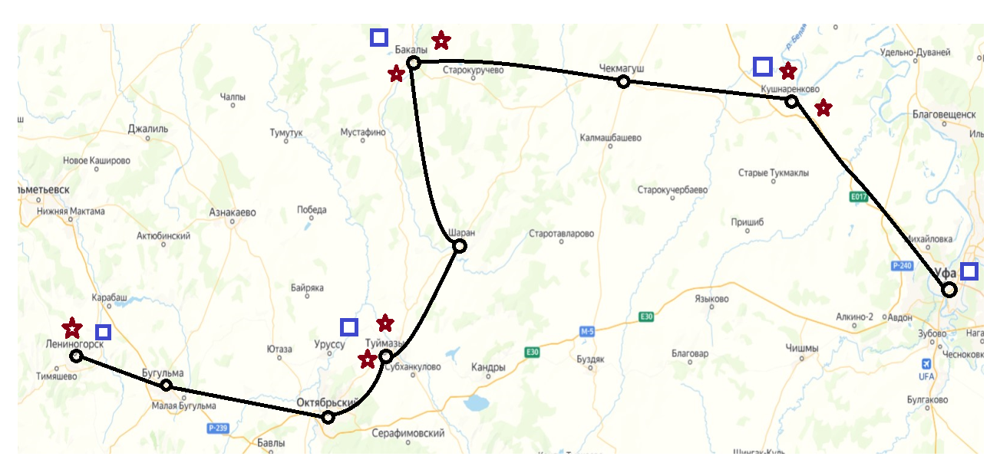 р. Белая
Бакалы
Удельно-Дуваней
Старокуручево
Чекмагуш
Кушнаренково
Чалпы
Благовещенск
Джалиль
Тумутук
Мустафино
Калмашбашево
Новое Каширово
Старые Тукмаклы
льметьевск
Старокучербаево
E017
Нижняя Мактама
Азнакаево
Победа
Пришиб
Шаран
Старотавларово
Актюбинский
Михайловка
Р-240
Уфа
Байряка
Карабаш
Языково
E30
Алкино-2
Авдон
М-5
Зубово
Нага
Лениногорск
Уруссу
Туймазы
Ютаза
E30
Чишмы
Чесноковк
Благовар
Буздяк
Тимяшево
Бугульма
Субханкулово
Кандры
UFA
Малая Бугульма
Октябрьский
Булгаково
Р-239
Серафимовский
Бавлы
Шингак-Куль